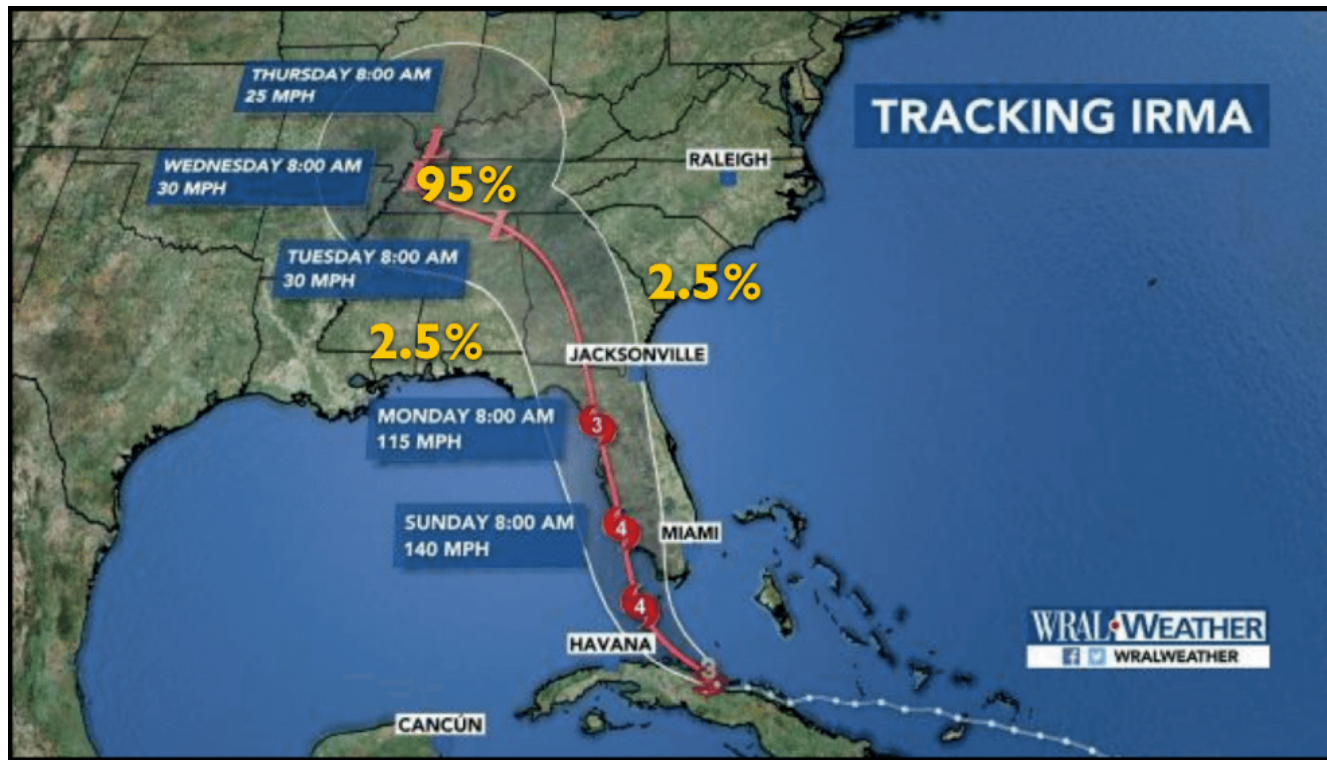 THURSDAY 8:00 AM
25 MPH
TRACKING IRMA
RALEIGH
WEDNESDAY 8:00 AM
30 MPH
95%
TUESDAY 8:00 AM
30 MPH
2.5%
2.5%
JACKSONVILLE
MONDAY 8:00 AM
115 MPH
3
SUNDAY 8:00 AM
140 MPH
4
MIAMI
4
HAVANA
3
WRAL WEATHER
WRALWEATHER
CANCÚN